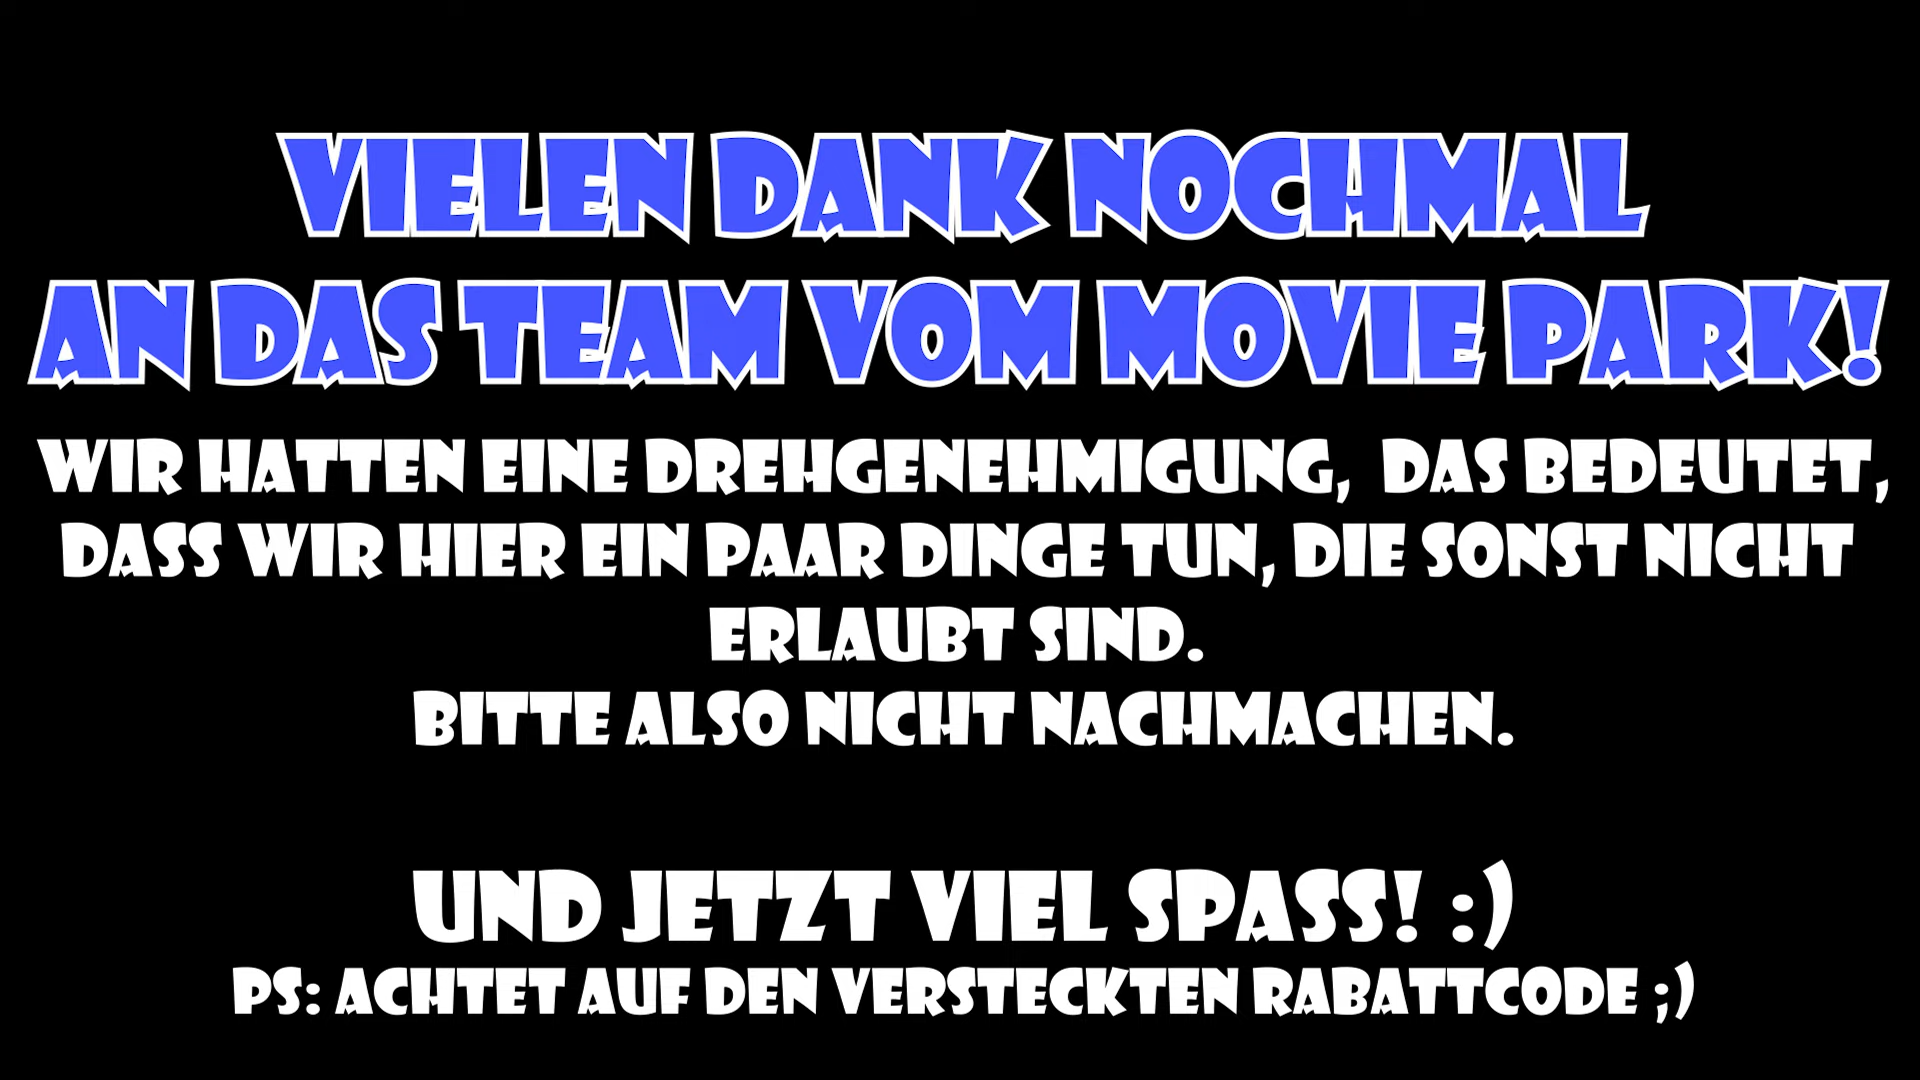 VIELEN DANK NOCHMAL
AN DAS TEAM VOM MOVIE PARK!
WIR HATTEN EINE DREHGENEHMIGUNG, DAS BEDEUTET,
DASS WIR HIER EIN PAAR DINGE TUN, DIE SONST NICHT
ERLAUBT SIND.
BITTE ALSO NICHT NACHMACHEN.
UND JETZT VIEL SPASS! :)
PS: ACHTET AUF DEN VERSTECKTEN RABATTCODE ;)